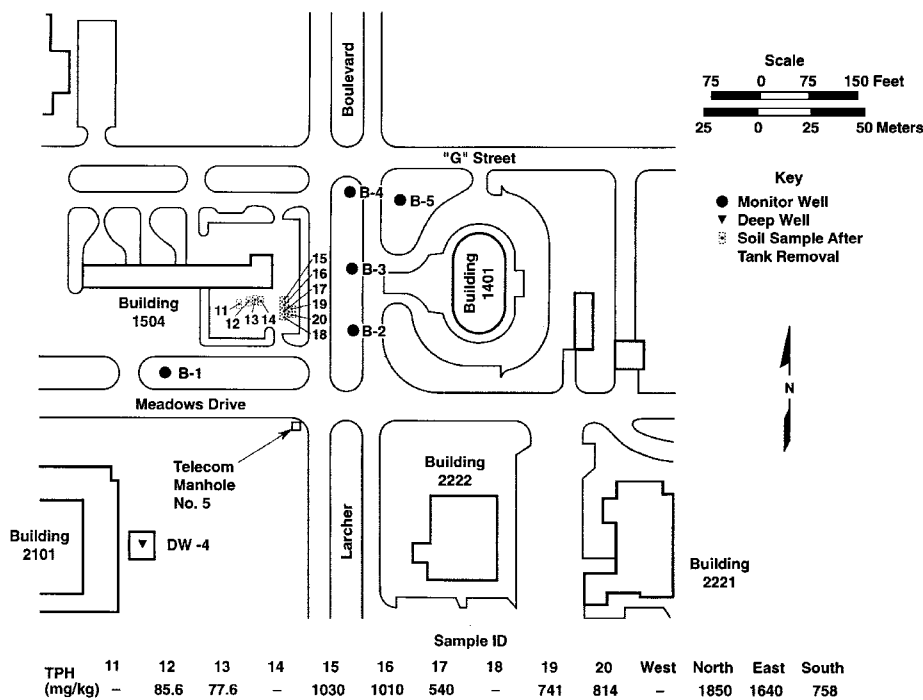 Scale
75 0 75 150 Feet
25 0 25 50 Meters
Boulevard
"G" Street
Key
Monitor Well
Deep Well
Soil Sample After
Tank Removal
B-4
B-5
B-3
B-2
B-1
15
16
17
19
20
18
11
12
13
14
Building
1504
Building
1401
N
Meadows Drive
Telecom
Manhole
No. 5
Larcher
Building
2222
Building
2101
DW -4
Building
2221
Sample ID
TPH 11 12 13 14 15 16 17 18 19 20 West North East South
(mg/kg) – 85.6 77.6 – 1030 1010 540 – 741 814 – 1850 1640 758